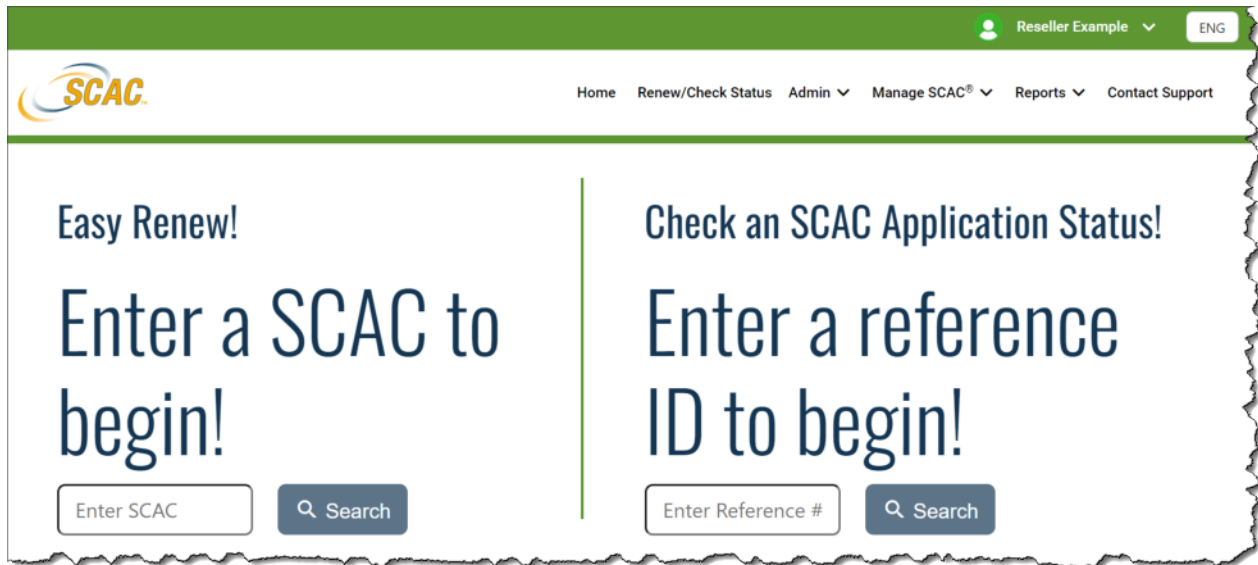 Reseller Example
ENG
SCAC™
Home Renew/Check Status Admin Manage SCAC® Reports Contact Support
Easy Renew!
Enter a SCAC to
begin!
Enter SCAC
Search
Check an SCAC Application Status!
Enter a reference
ID to begin!
Enter Reference #
Search